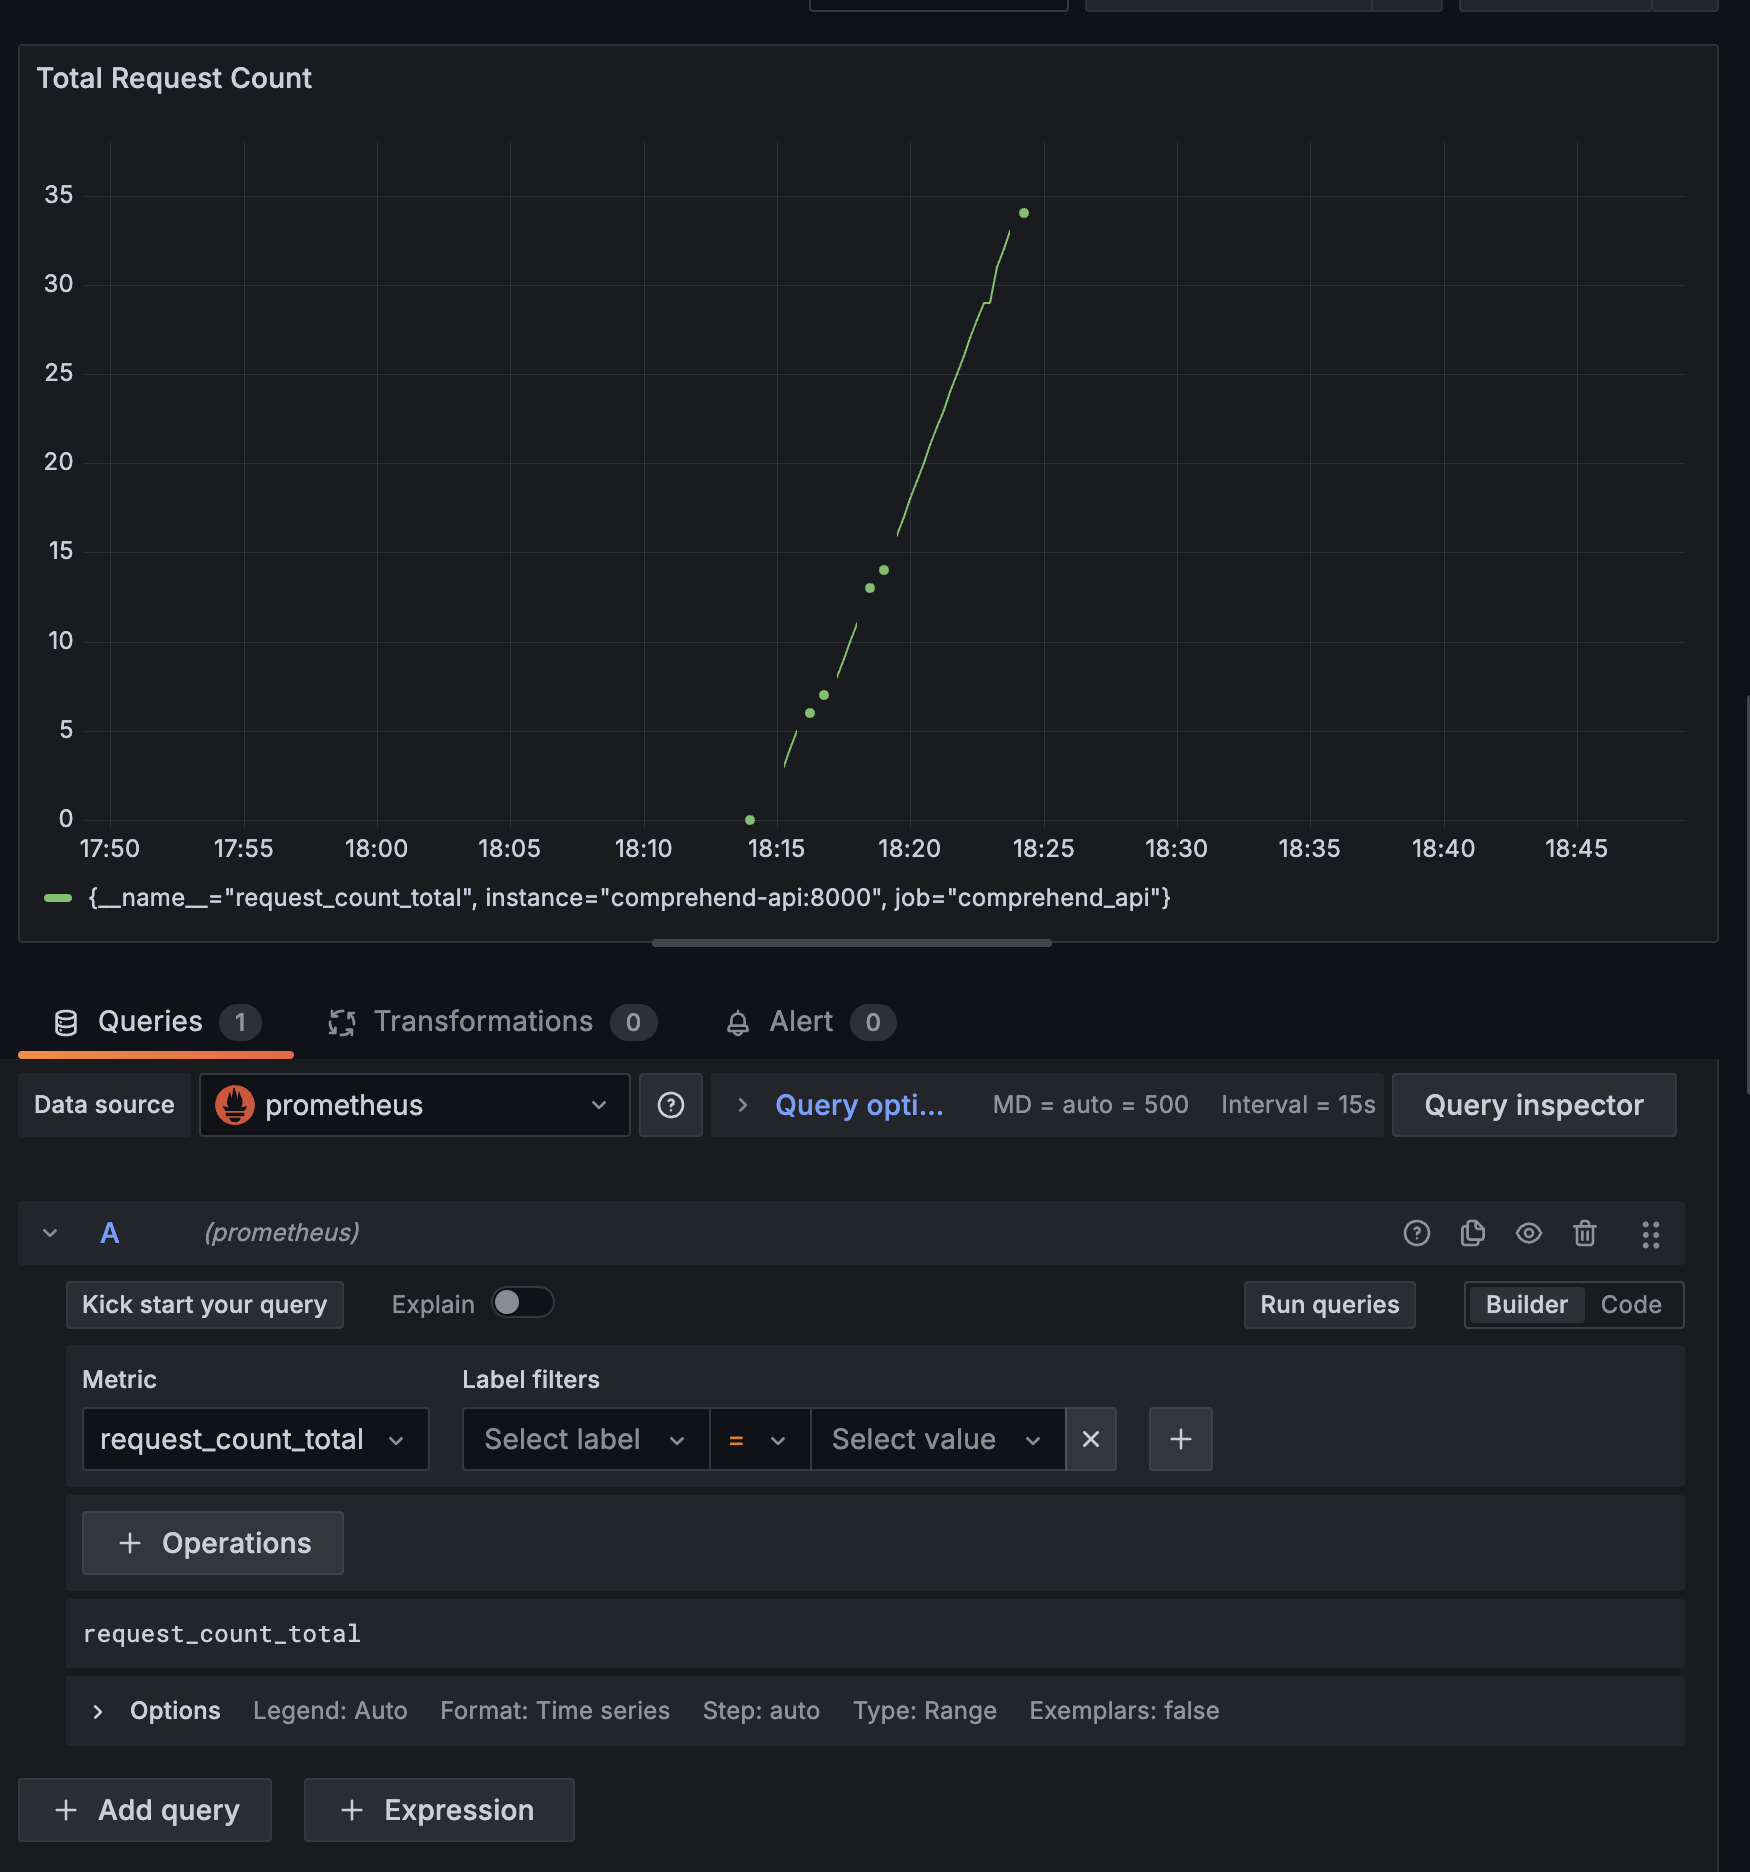 Total Request Count
35
30
25
20
15
10
5
0
17:50 17:55 18:00 18:05 18:10 18:15 18:20 18:25 18:30 18:35 18:40 18:45
{__name__="request_count_total", instance="comprehend-api:8000", job="comprehend_api"}
Queries 1 Transformations 0 Alert 0
Data source prometheus Query opti... MD = auto = 500 Interval = 15s Query inspector
A (prometheus)
Kick start your query Explain Run queries Builder Code
Metric Label filters
request_count_total Select label = Select value
+ Operations
request_count_total
Options Legend: Auto Format: Time series Step: auto Type: Range Exemplars: false
+ Add query + Expression